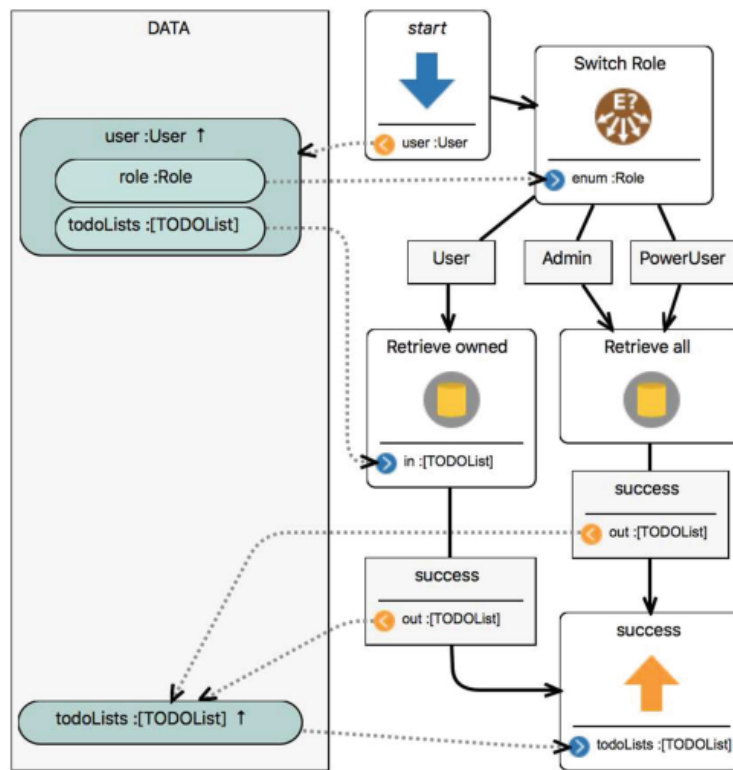 DATA
user :User ↑
role :Role
todoLists :[TODOList]
todoLists :[TODOList] ↑
start
user :User
Switch Role
E?
enum :Role
User
Admin
PowerUser
Retrieve owned
in :[TODOList]
Retrieve all
success
out :[TODOList]
success
out :[TODOList]
success
todoLists :[TODOList]